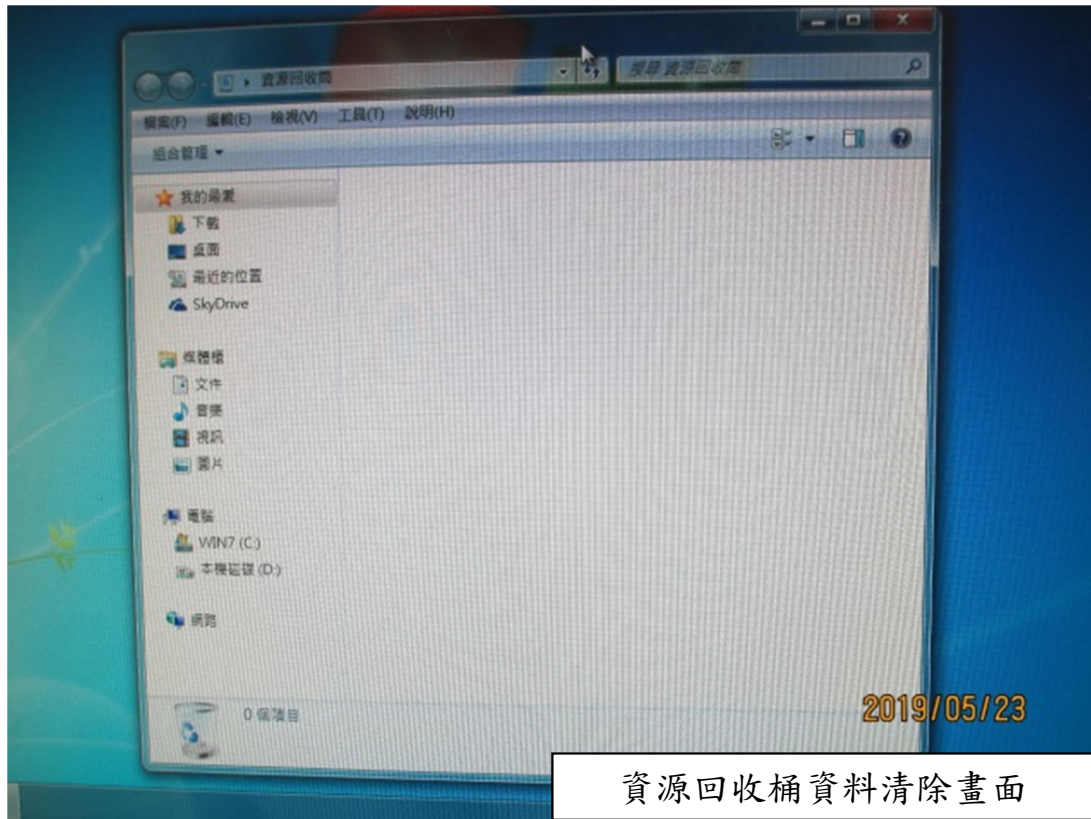 資源回收筒
搜尋 資源回收筒
檔案(F) 編輯(E) 檢視(V) 工具(T) 說明(H)
組合管理
我的最愛
下載
桌面
最近的位置
SkyDrive
媒體櫃
文件
音樂
視訊
圖片
電腦
WIN7 (C:)
本機磁碟 (D:)
網路
0 個項目
2019/05/23
資源回收桶資料清除畫面